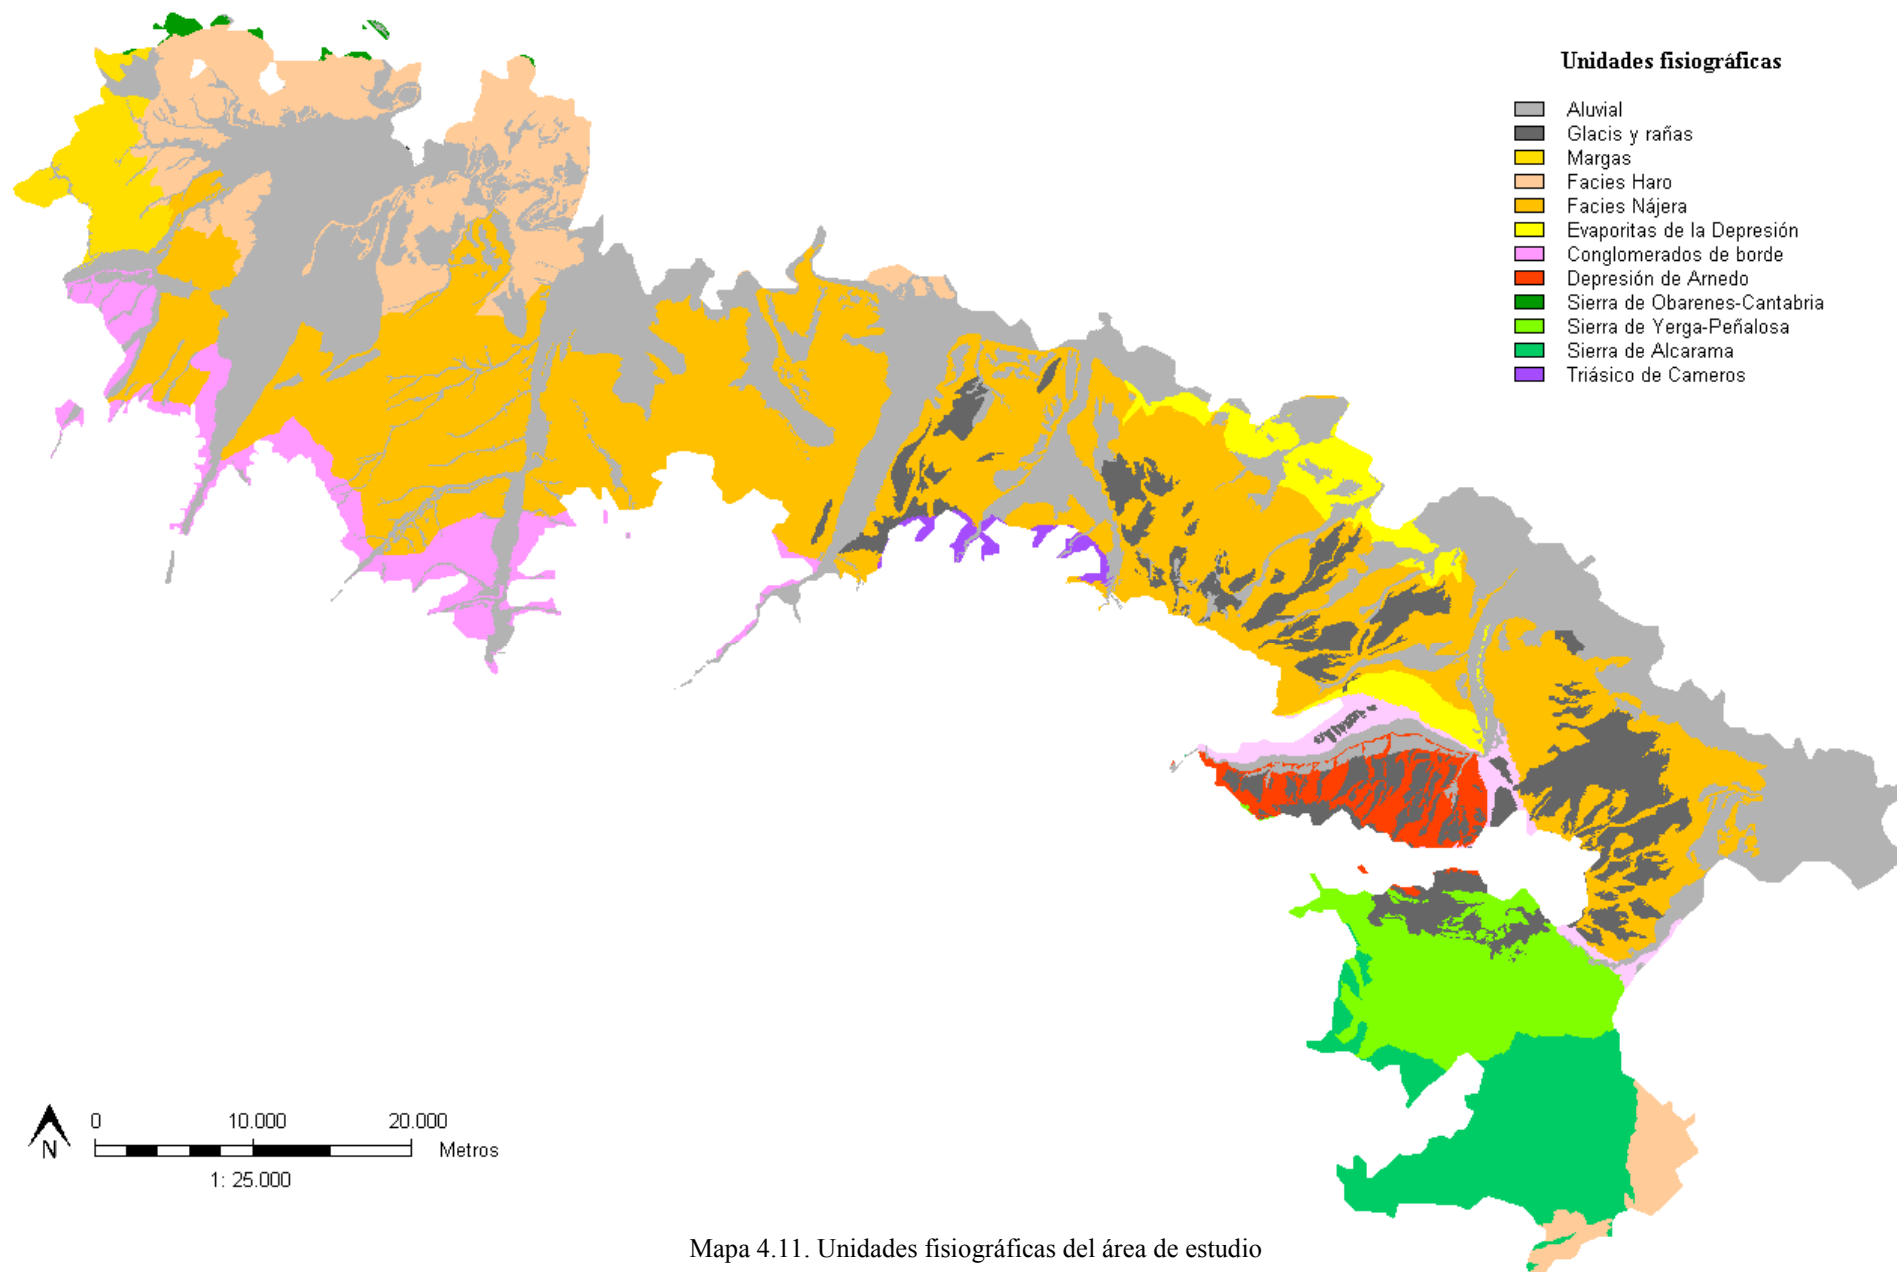 Unidades fisiográficas
Aluvial
Glacis y rañas
Margas
Facies Haro
Facies Nájera
Evaporitas de la Depresión
Conglomerados de borde
Depresión de Arnedo
Sierra de Obarenes-Cantabria
Sierra de Yerga-Peñalosa
Sierra de Alcarama
Triásico de Cameros
0 10.000 20.000
N
Metros
1: 25.000
Mapa 4.11. Unidades fisiográficas del área de estudio